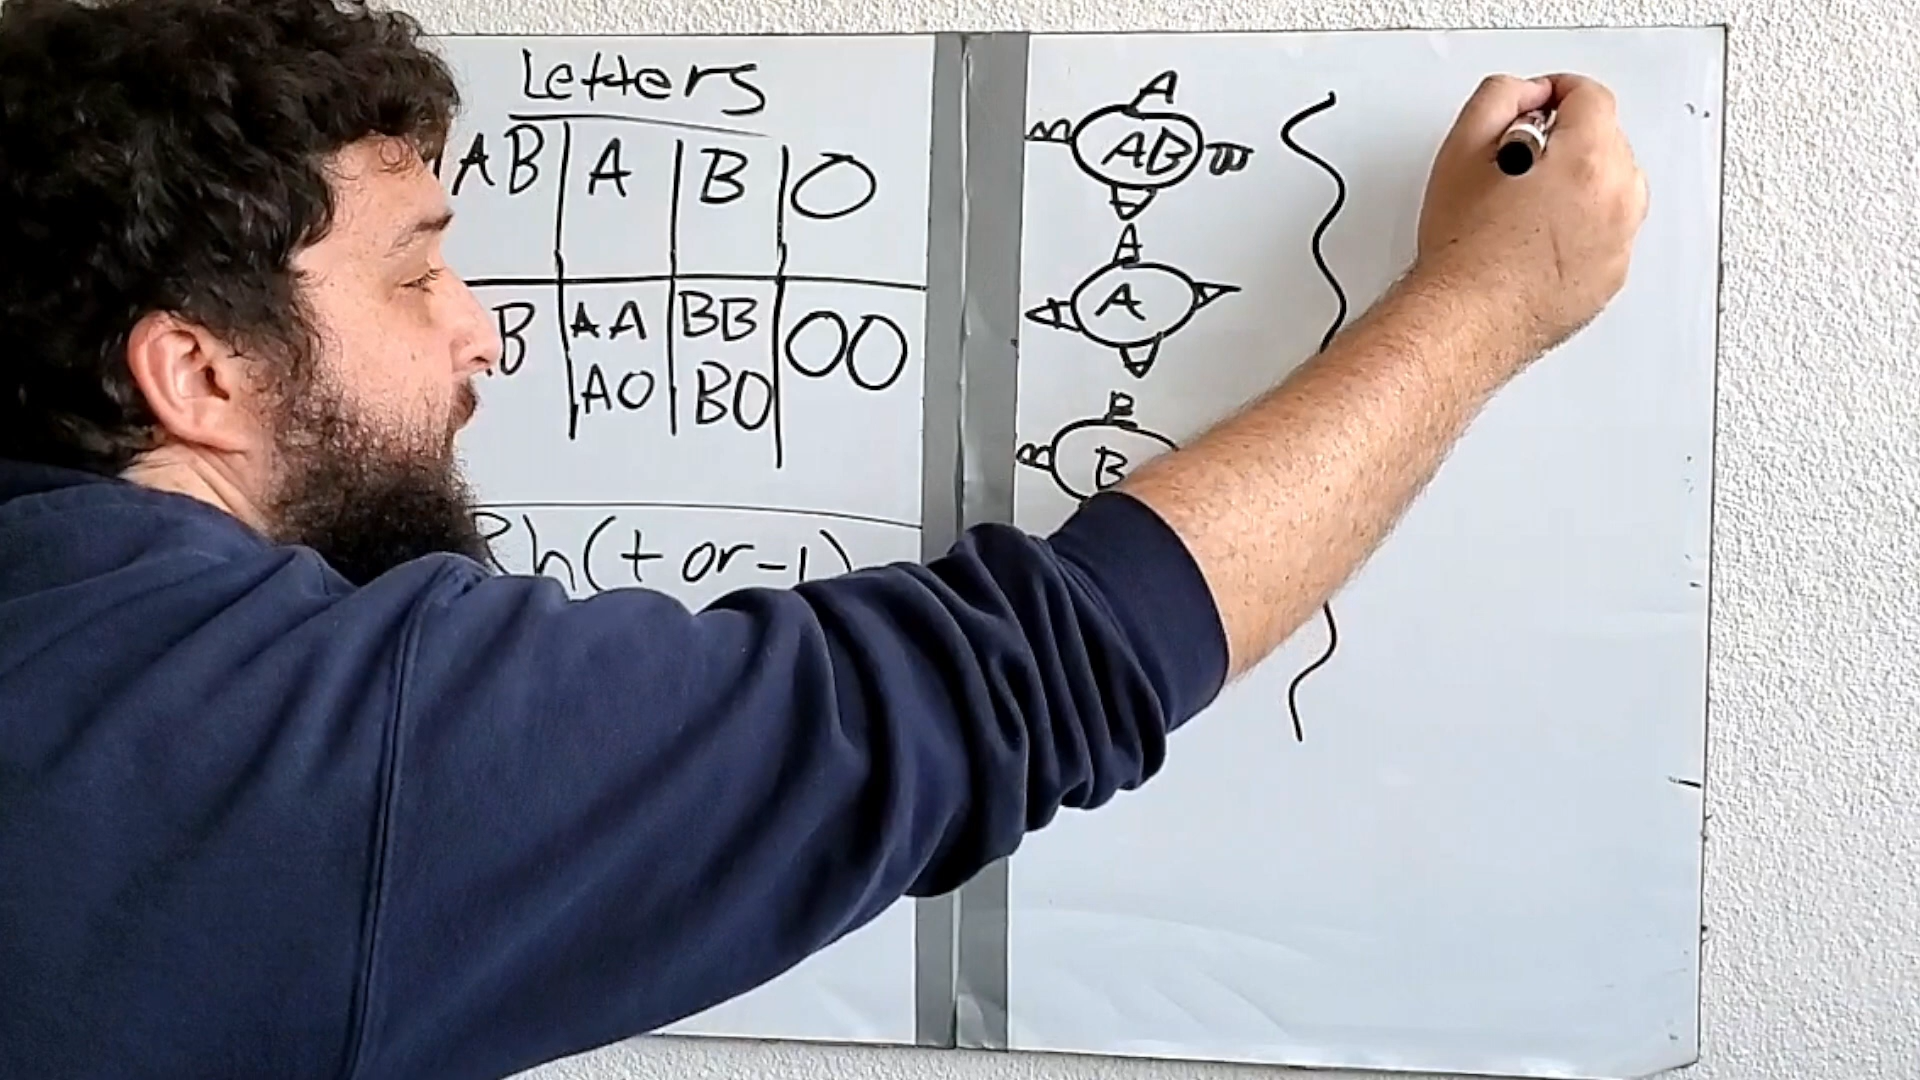 Letters
AB A B O
B AA BB OO
AO BO
Rh (+ or -)
A
AB
A
A
B
B